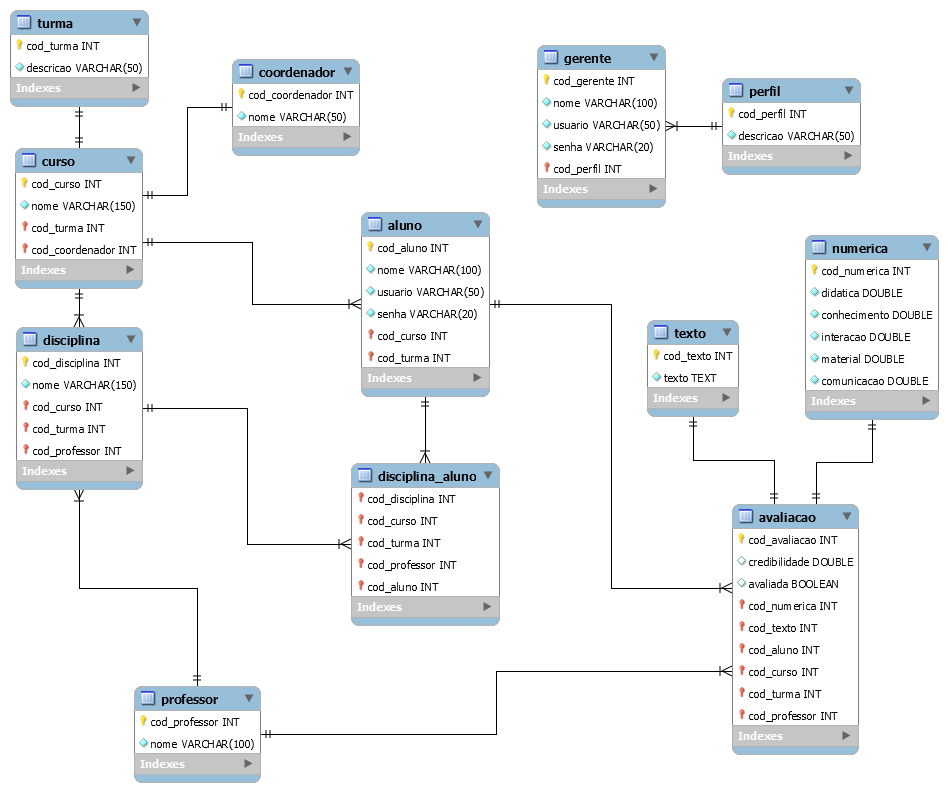 turma
cod_turma INT
descricao VARCHAR(50)
Indexes
coordenador
cod_coordenador INT
nome VARCHAR(50)
Indexes
gerente
cod_gerente INT
nome VARCHAR(100)
usuario VARCHAR(50)
senha VARCHAR(20)
cod_perfil INT
Indexes
perfil
cod_perfil INT
descricao VARCHAR(50)
Indexes
curso
cod_curso INT
nome VARCHAR(150)
cod_turma INT
cod_coordenador INT
Indexes
aluno
cod_aluno INT
nome VARCHAR(100)
usuario VARCHAR(50)
senha VARCHAR(20)
cod_curso INT
cod_turma INT
Indexes
numerica
cod_numerica INT
didatica DOUBLE
conhecimento DOUBLE
interacao DOUBLE
material DOUBLE
comunicacao DOUBLE
Indexes
texto
cod_texto INT
texto TEXT
Indexes
disciplina
cod_disciplina INT
nome VARCHAR(150)
cod_curso INT
cod_turma INT
cod_professor INT
Indexes
disciplina_aluno
cod_disciplina INT
cod_curso INT
cod_turma INT
cod_professor INT
cod_aluno INT
Indexes
avaliacao
cod_avaliacao INT
credibilidade DOUBLE
avaliada BOOLEAN
cod_numerica INT
cod_texto INT
cod_aluno INT
cod_curso INT
cod_turma INT
cod_professor INT
Indexes
professor
cod_professor INT
nome VARCHAR(100)
Indexes